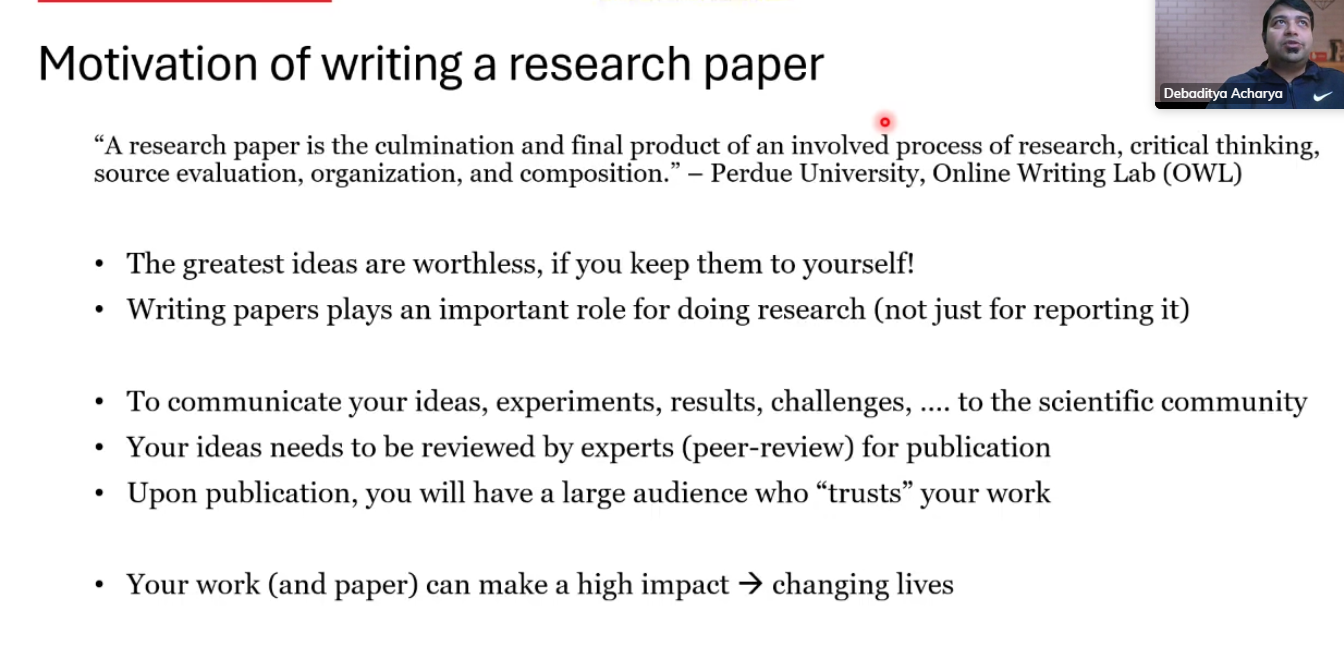 Motivation of writing a research paper
Debaditya Acharya
“A research paper is the culmination and final product of an involved process of research, critical thinking,
source evaluation, organization, and composition.” – Perdue University, Online Writing Lab (OWL)
• The greatest ideas are worthless, if you keep them to yourself!
• Writing papers plays an important role for doing research (not just for reporting it)
• To communicate your ideas, experiments, results, challenges, .... to the scientific community
• Your ideas needs to be reviewed by experts (peer-review) for publication
• Upon publication, you will have a large audience who “trusts” your work
• Your work (and paper) can make a high impact → changing lives